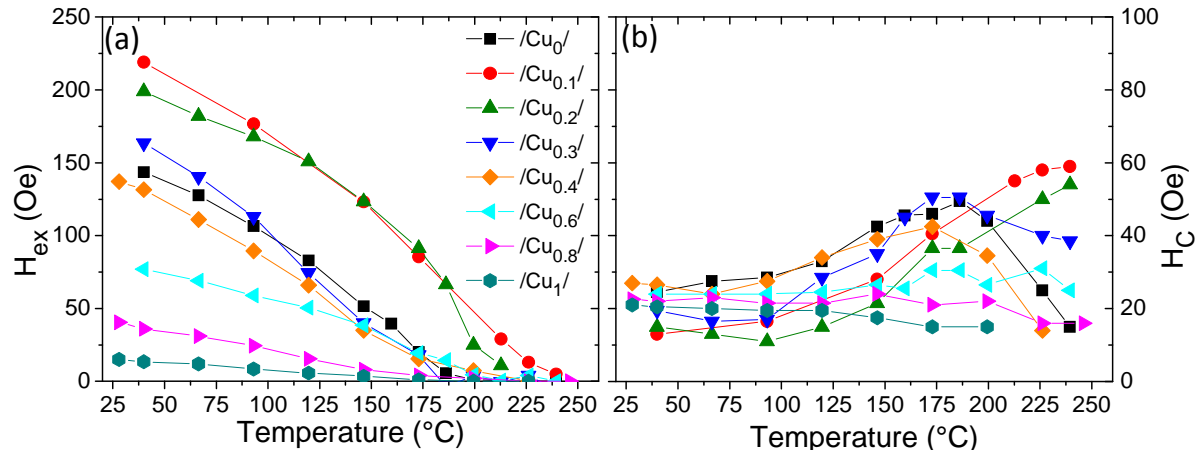 (a)
H_ex (Oe)
250
200
150
100
50
0
25 50 75 100 125 150 175 200 225 250
Temperature (°C)
/Cu_0/
/Cu_0.1/
/Cu_0.2/
/Cu_0.3/
/Cu_0.4/
/Cu_0.6/
/Cu_0.8/
/Cu_1/
(b)
100
80
60
40
20
0
H_C (Oe)
25 50 75 100 125 150 175 200 225 250
Temperature (°C)